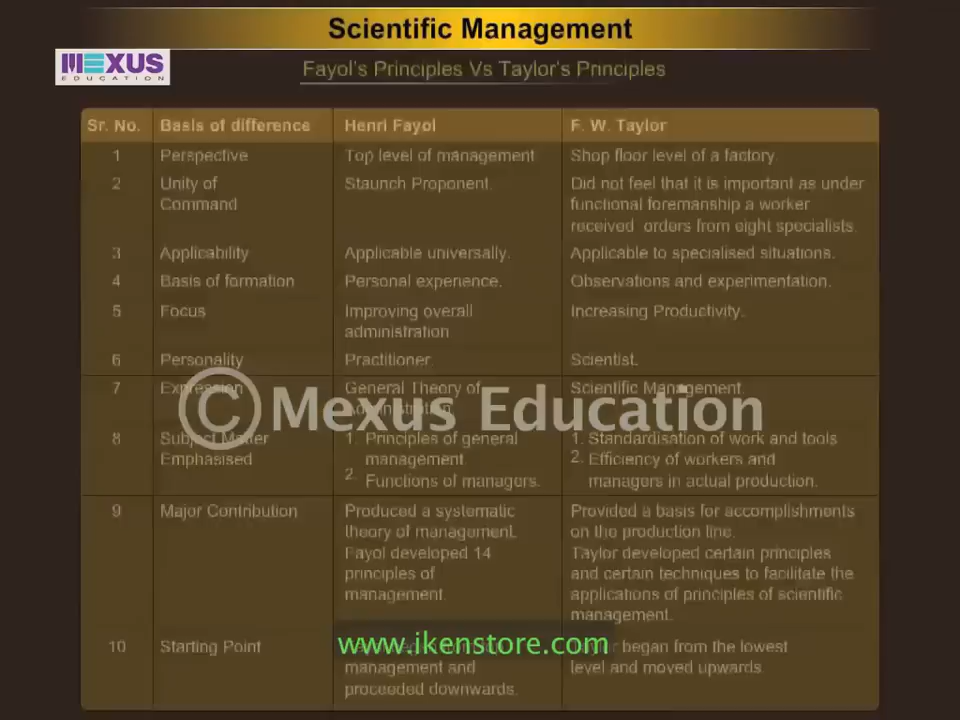 Scientific Management
MEXUS
EDUCATION
Fayol's Principles Vs Taylor's Principles
Sr. No. Basis of difference Henri Fayol F. W. Taylor
1 Perspective Top level of management Shop floor level of a factory
2 Unity of Staunch Proponent. Did not feel that it is important as under
Command functional foremanship a worker
received orders from eight specialists.
3 Applicability Applicable universally. Applicable to specialised situations.
4 Basis of formation Personal experience. Observations and experimentation.
5 Focus Improving overall Increasing Productivity.
administration
6 Personality Practitioner Scientist.
7 Expression General Theory of Scientific Management
Administration
© Mexus Education
8 Subject Matter 1. Principles of general 1. Standardisation of work and tools
Emphasised management 2. Efficiency of workers and
2. Functions of managers. managers in actual production.
9 Major Contribution Produced a systematic Provided a basis for accomplishments
theory of management. on the production line.
Fayol developed 14 Taylor developed certain principles
principles of and certain techniques to facilitate the
management applications of principles of scientific
management.
10 Starting Point Taylor began from the lowest
www.ikenstore.com
management and level and moved upwards
proceeded downwards.